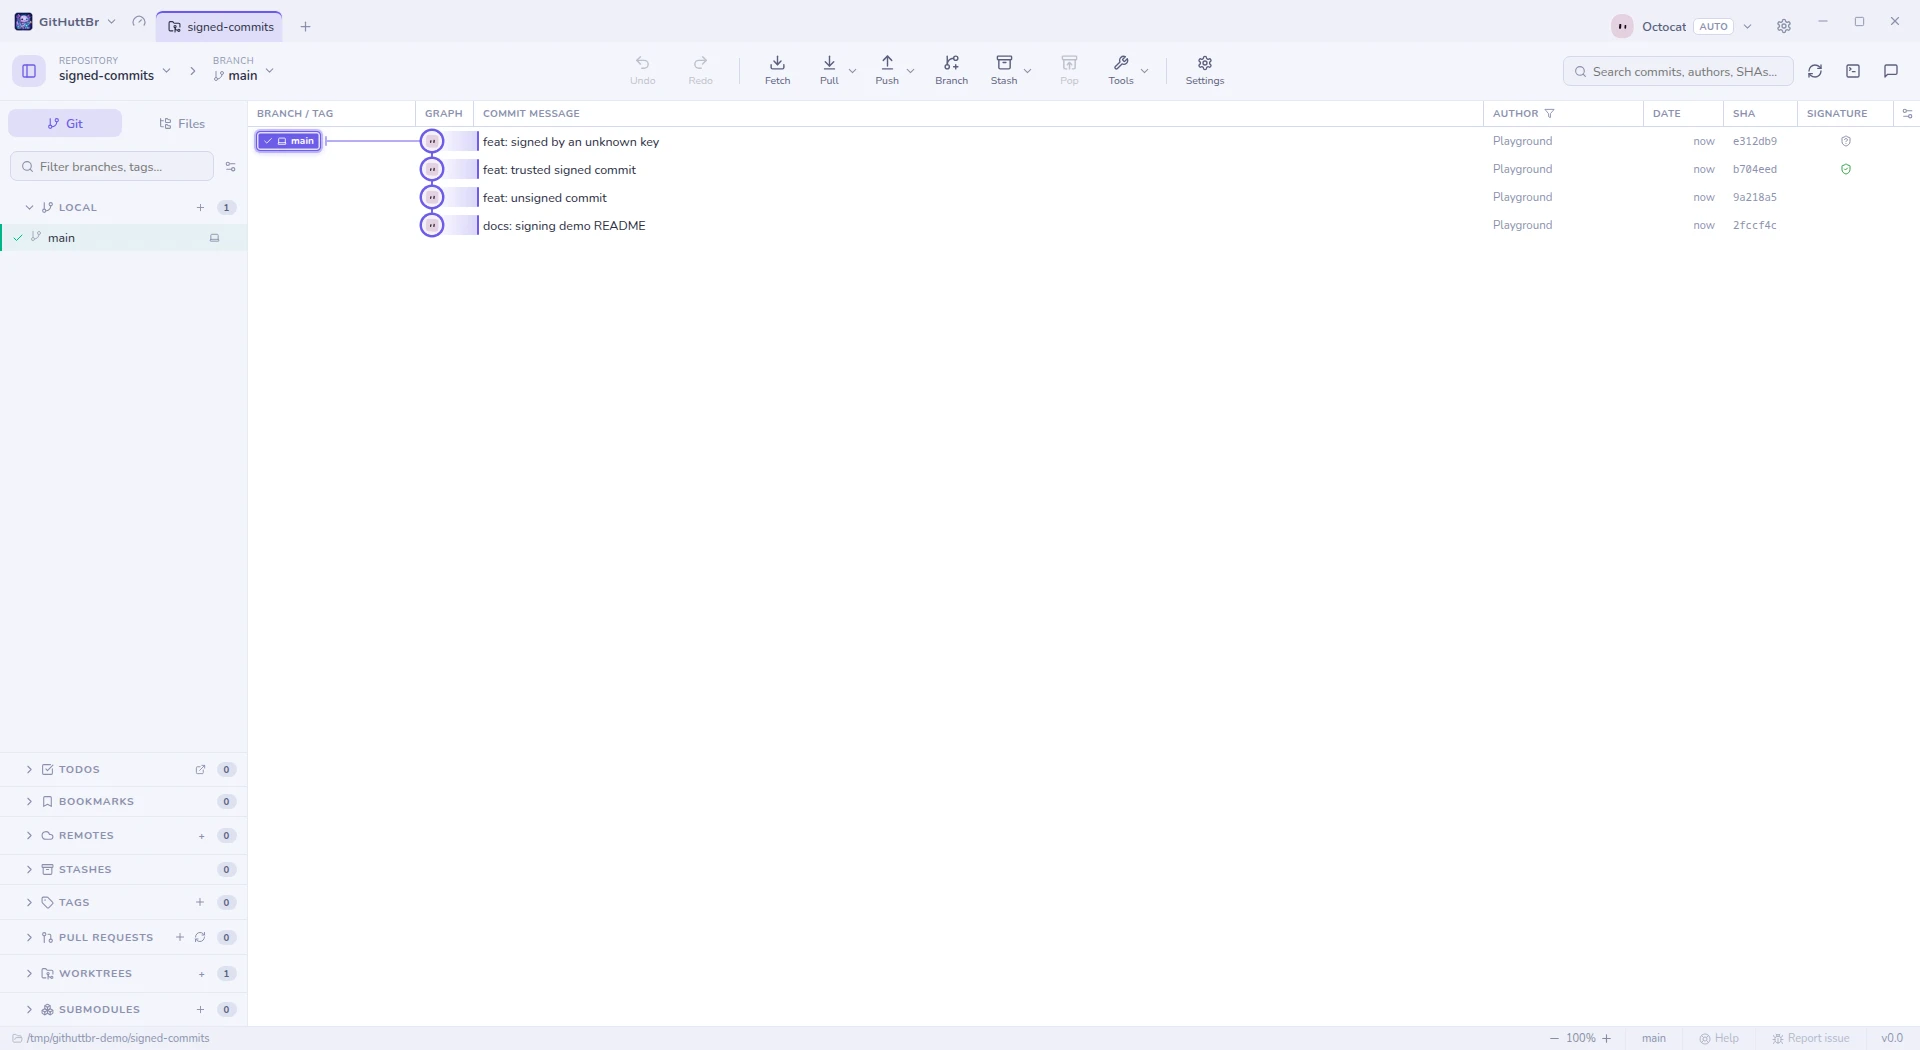 GitHuttBr
signed-commits
Octocat
AUTO
REPOSITORY
signed-commits
BRANCH
main
Undo
Redo
Fetch
Pull
Push
Branch
Stash
Pop
Tools
Settings
Search commits, authors, SHAs...
Git
Files
Filter branches, tags...
LOCAL
1
main
BRANCH / TAG
GRAPH
COMMIT MESSAGE
AUTHOR
DATE
SHA
SIGNATURE
main
feat: signed by an unknown key
Playground
now
e312db9
feat: trusted signed commit
Playground
now
b704eed
feat: unsigned commit
Playground
now
9a218a5
docs: signing demo README
Playground
now
2fccf4c
TODOS
0
BOOKMARKS
0
REMOTES
0
STASHES
0
TAGS
0
PULL REQUESTS
0
WORKTREES
1
SUBMODULES
0
/tmp/githuttbr-demo/signed-commits
100%
main
Help
Report issue
v0.0